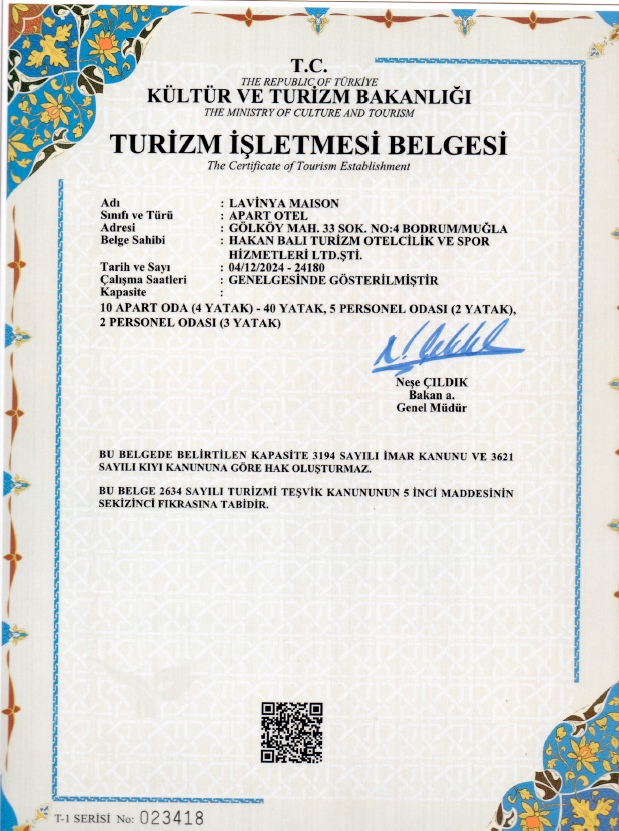 T.C.
THE REPUBLIC OF TÜRKİYE
KÜLTÜR VE TURİZM BAKANLIĞI
THE MINISTRY OF CULTURE AND TOURISM
TURİZM İŞLETMESİ BELGESİ
The Certificate of Tourism Establishment
Adı : LAVİNYA MAISON
Sınıfı ve Türü : APART OTEL
Adresi : GÖLKÖY MAH. 33 SOK. NO:4 BODRUM/MUĞLA
Belge Sahibi : HAKAN BALI TURİZM OTELCİLİK VE SPOR
HİZMETLERİ LTD.ŞTİ.
Tarih ve Sayı : 04/12/2024 - 24180
Çalışma Saatleri : GENELGESİNDE GÖSTERİLMİŞTİR
Kapasite :
10 APART ODA (4 YATAK) - 40 YATAK, 5 PERSONEL ODASI (2 YATAK),
2 PERSONEL ODASI (3 YATAK)
Neşe ÇILDIK
Bakan a.
Genel Müdür
BU BELGEDE BELİRTİLEN KAPASİTE 3194 SAYILI İMAR KANUNU VE 3621
SAYILI KIYI KANUNUNA GÖRE HAK OLUŞTURMAZ.
BU BELGE 2634 SAYILI TURİZMİ TEŞVİK KANUNUNUN 5 İNCİ MADDESİNİN
SEKİZİNCİ FIKRASINA TABİDİR.
T-1 SERİSİ No: 023418